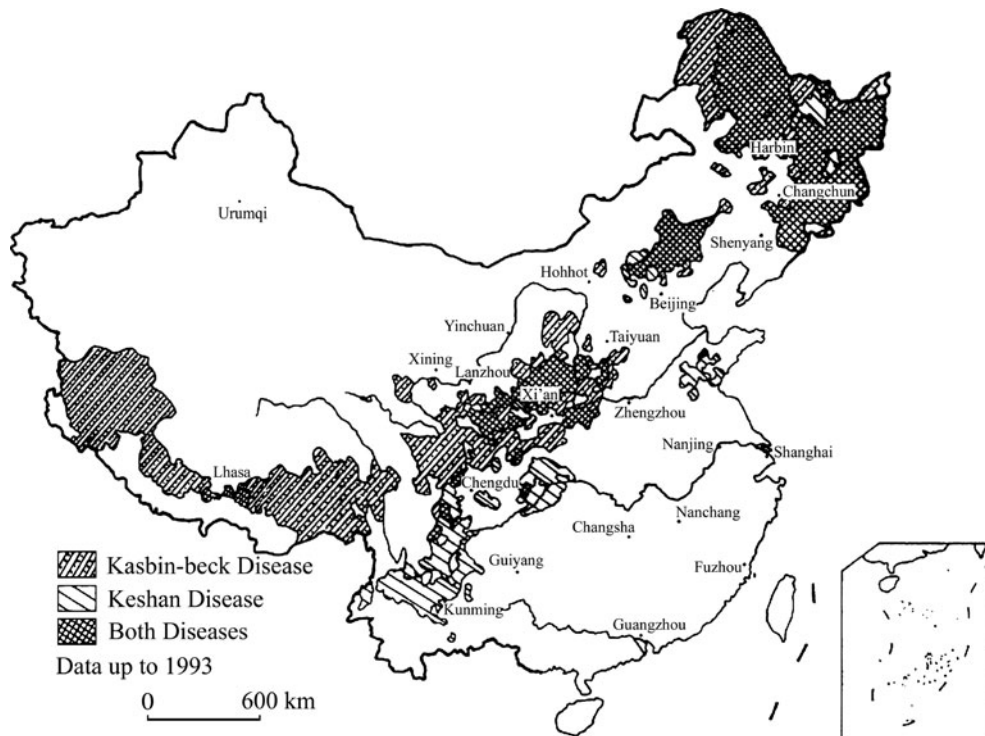 Harbin
Changchun
Urumqi
Shenyang
Hohhot
Beijing
Yinchuan
Taiyuan
Xining
Lanzhou
Xi'an
Zhengzhou
Nanjing
Shanghai
Lhasa
Chengdu
Nanchang
Changsha
Guiyang
Fuzhou
Kunming
Guangzhou
Kasbin-beck Disease
Keshan Disease
Both Diseases
Data up to 1993
0 600 km